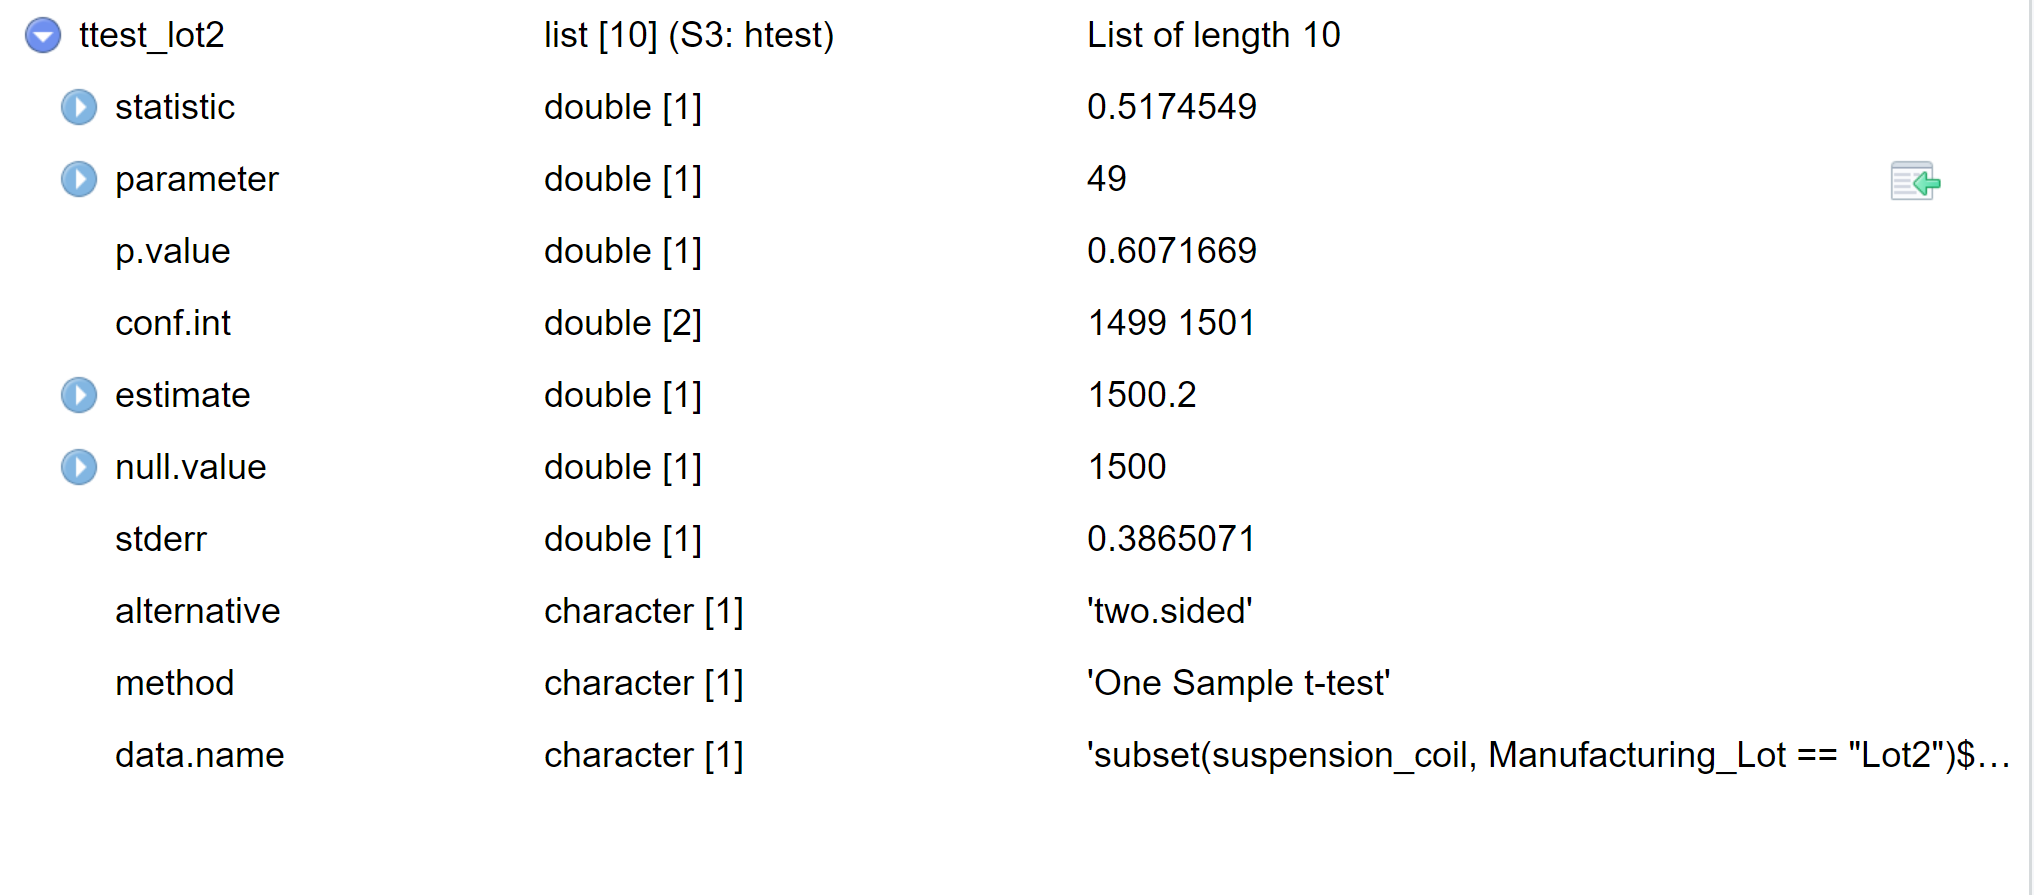 ttest_lot2 list [10] (S3: htest) List of length 10
statistic double [1] 0.5174549
parameter double [1] 49
p.value double [1] 0.6071669
conf.int double [2] 1499 1501
estimate double [1] 1500.2
null.value double [1] 1500
stderr double [1] 0.3865071
alternative character [1] 'two.sided'
method character [1] 'One Sample t-test'
data.name character [1] 'subset(suspension_coil, Manufacturing_Lot == "Lot2")$…